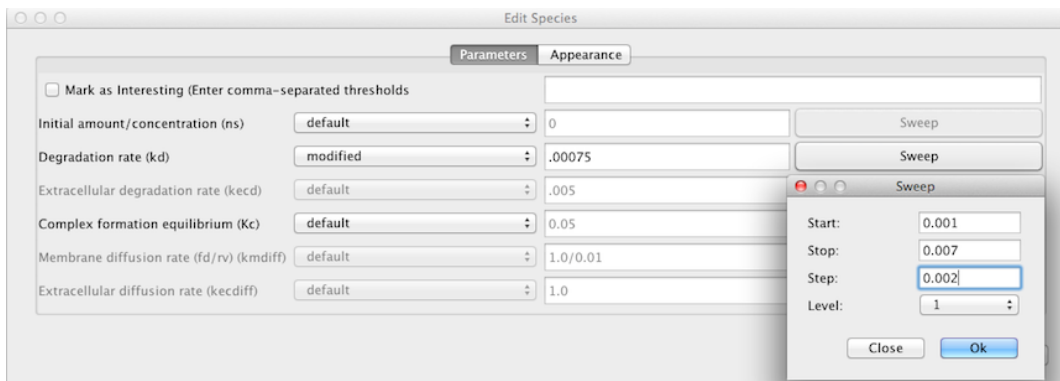 Edit Species
Parameters Appearance
Mark as Interesting (Enter comma-separated thresholds
Initial amount/concentration (ns) default 0 Sweep
Degradation rate (kd) modified .00075 Sweep
Extracellular degradation rate (kecd) default .005
Sweep
Complex formation equilibrium (Kc) default 0.05
Membrane diffusion rate (fd/rv) (kmdiff) default 1.0/0.01
Extracellular diffusion rate (kecdiff) default 1.0
Start: 0.001
Stop: 0.007
Step: 0.002
Level: 1
Close Ok